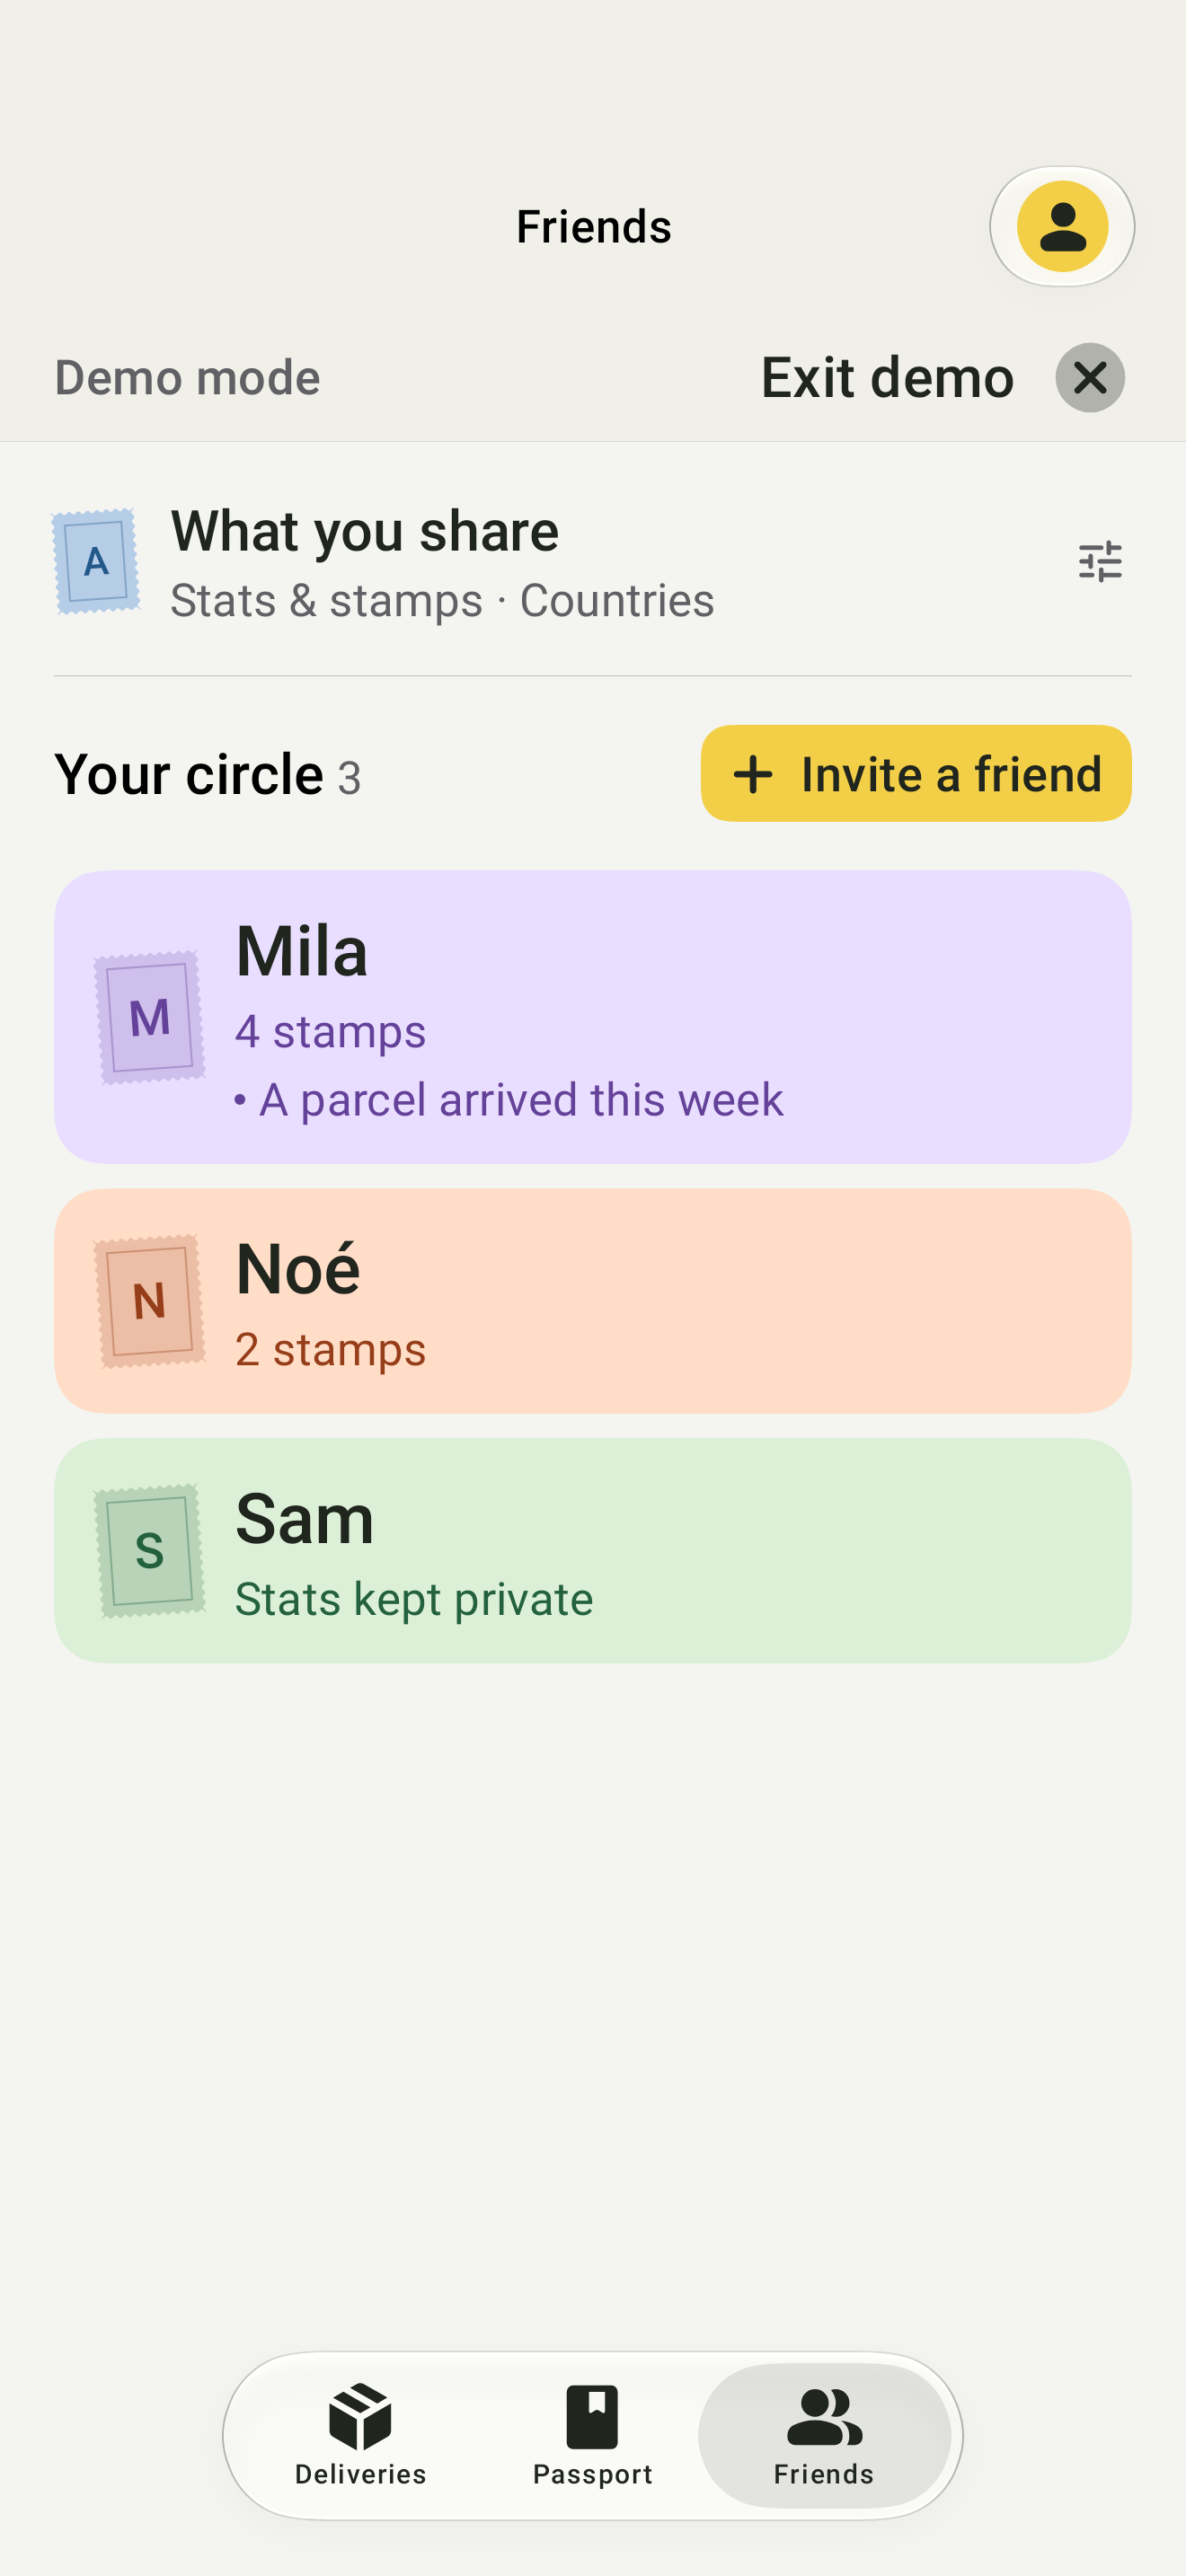 Friends
Demo mode
Exit demo
A
What you share
Stats & stamps · Countries
Your circle 3
Invite a friend
M
Mila
4 stamps
• A parcel arrived this week
N
Noé
2 stamps
S
Sam
Stats kept private
Deliveries
Passport
Friends